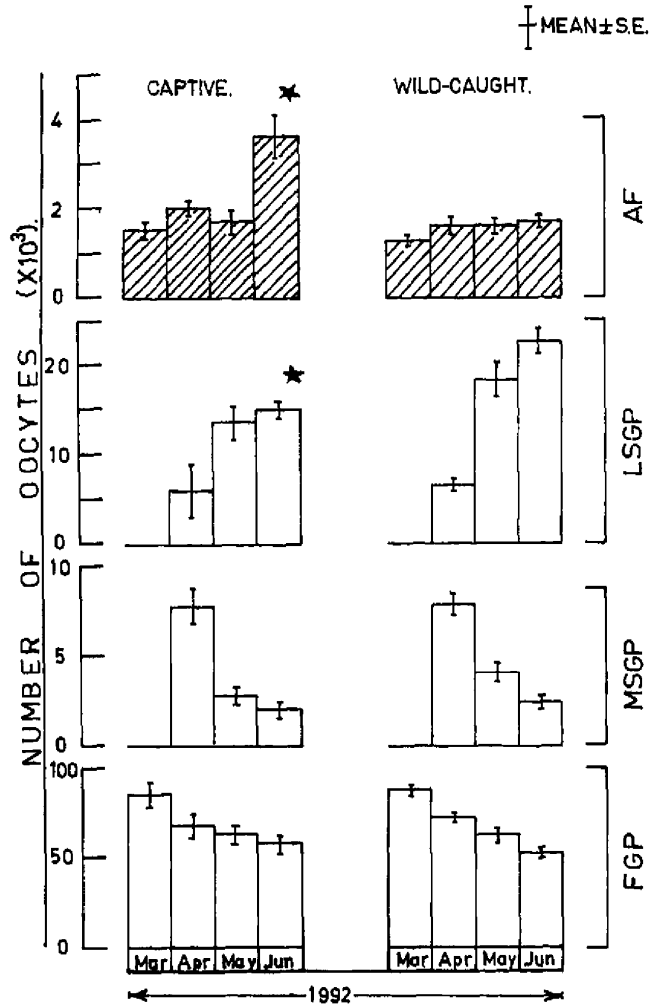 MEAN±S.E.
CAPTIVE.
WILD-CAUGHT.
NUMBER OF OOCYTES (X10³).
4
2
0
AF
20
10
0
LSGP
10
5
0
MSGP
100
50
0
FGP
Mar Apr May Jun
Mar Apr May Jun
1992